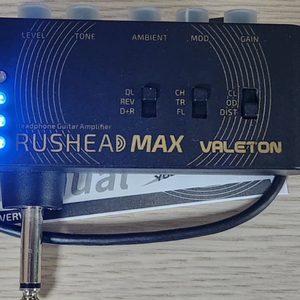 LEVEL TONE AMBIENT MOD GAIN
DL CH CL
REV TR OD
D+R FL DIST
Headphone Guitar Amplifier
RUSHEAD MAX VALETON